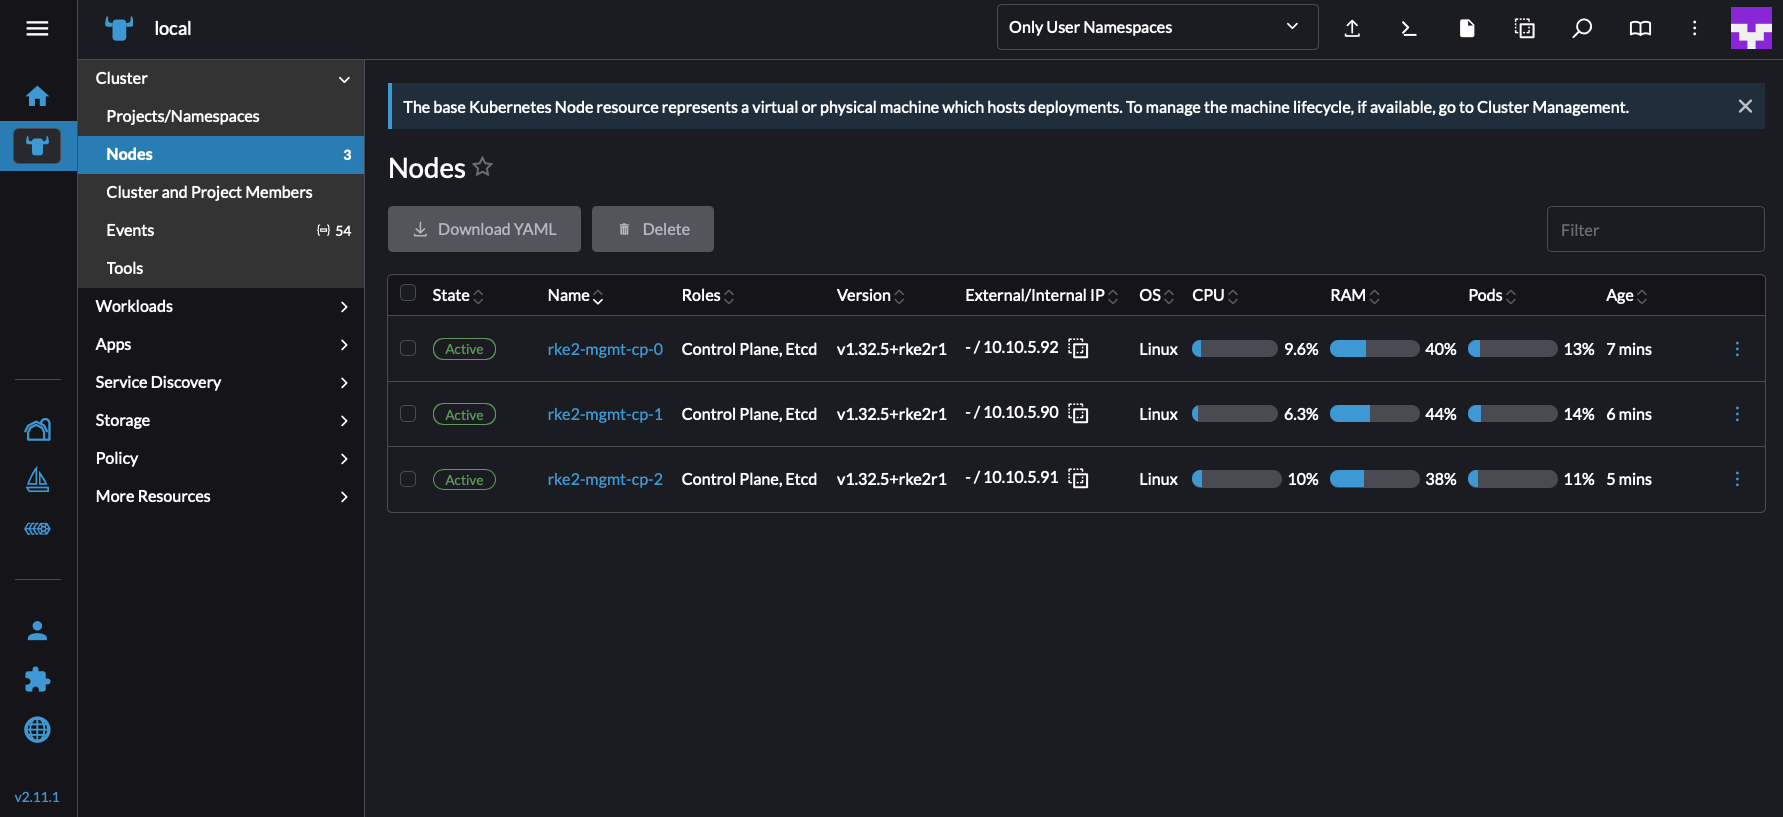 local
Only User Namespaces
Cluster
Projects/Namespaces
Nodes 3
Cluster and Project Members
Events 54
Tools
Workloads
Apps
Service Discovery
Storage
Policy
More Resources
v2.11.1
The base Kubernetes Node resource represents a virtual or physical machine which hosts deployments. To manage the machine lifecycle, if available, go to Cluster Management.
Nodes
Download YAML Delete Filter
State Name Roles Version External/Internal IP OS CPU RAM Pods Age
Active rke2-mgmt-cp-0 Control Plane, Etcd v1.32.5+rke2r1 - / 10.10.5.92 Linux 9.6% 40% 13% 7 mins
Active rke2-mgmt-cp-1 Control Plane, Etcd v1.32.5+rke2r1 - / 10.10.5.90 Linux 6.3% 44% 14% 6 mins
Active rke2-mgmt-cp-2 Control Plane, Etcd v1.32.5+rke2r1 - / 10.10.5.91 Linux 10% 38% 11% 5 mins